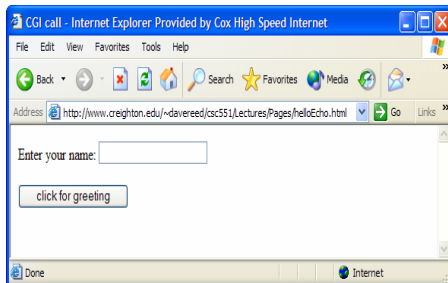 CGI call - Internet Explorer Provided by Cox High Speed Internet
File Edit View Favorites Tools Help
Back Search Favorites Media
Address http://www.creighton.edu/~davereed/csc551/Lectures/Pages/helloEcho.html Go Links
Enter your name:
click for greeting
Done Internet